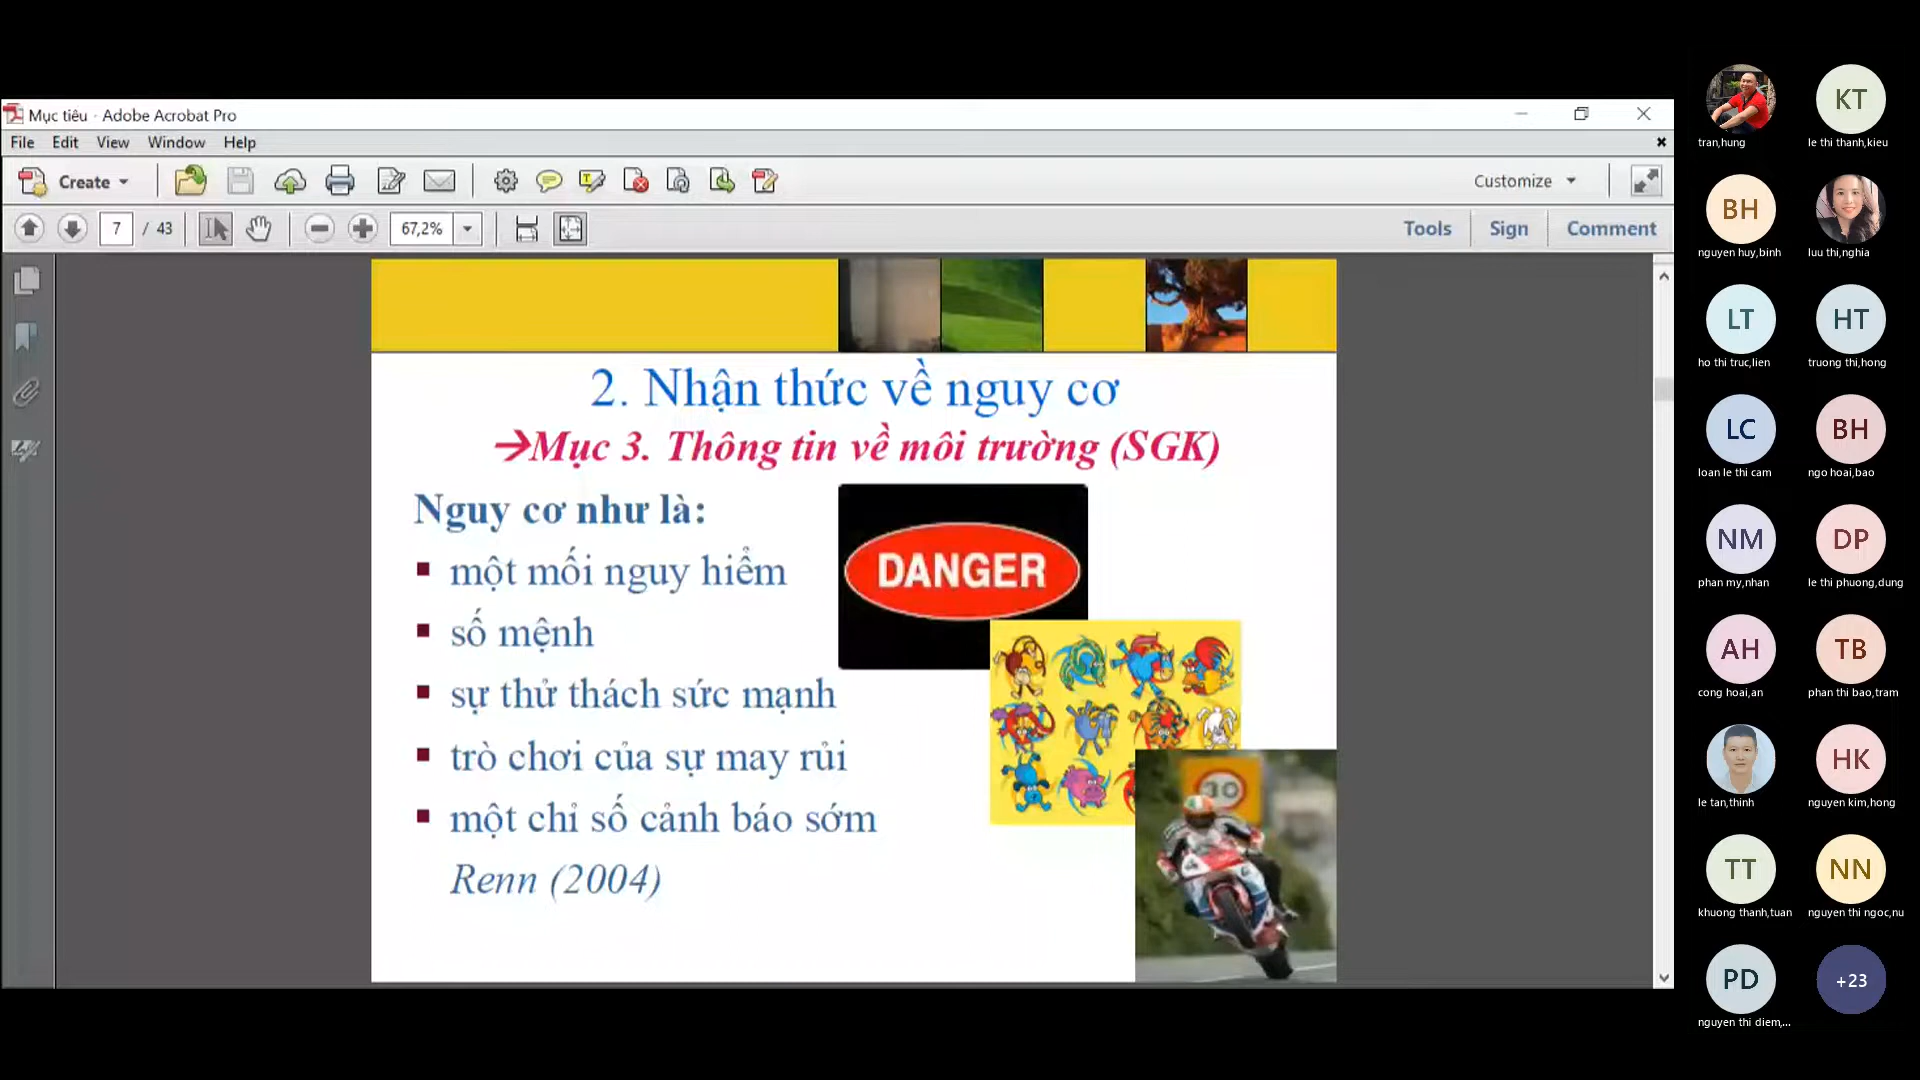 Mục tiêu - Adobe Acrobat Pro
File Edit View Window Help
Create
Customize
7 / 43
67,2%
Tools Sign Comment
2. Nhận thức về nguy cơ
→Mục 3. Thông tin về môi trường (SGK)
Nguy cơ như là:
▪ một mối nguy hiểm
▪ số mệnh
▪ sự thử thách sức mạnh
▪ trò chơi của sự may rủi
▪ một chỉ số cảnh báo sớm
Renn (2004)
DANGER
30
tran,hung
KT
le thi thanh,kieu
BH
nguyen huy,binh
luu thi,nghia
LT
ho thi truc,lien
HT
truong thi,hong
LC
loan le thi cam
BH
ngo hoai,bao
NM
phan my,nhan
DP
le thi phuong,dung
AH
cong hoai,an
TB
phan thi bao,tram
le tan,thinh
HK
nguyen kim,hong
TT
khuong thanh,tuan
NN
nguyen thi ngoc,nu
PD
nguyen thi diem,...
+23